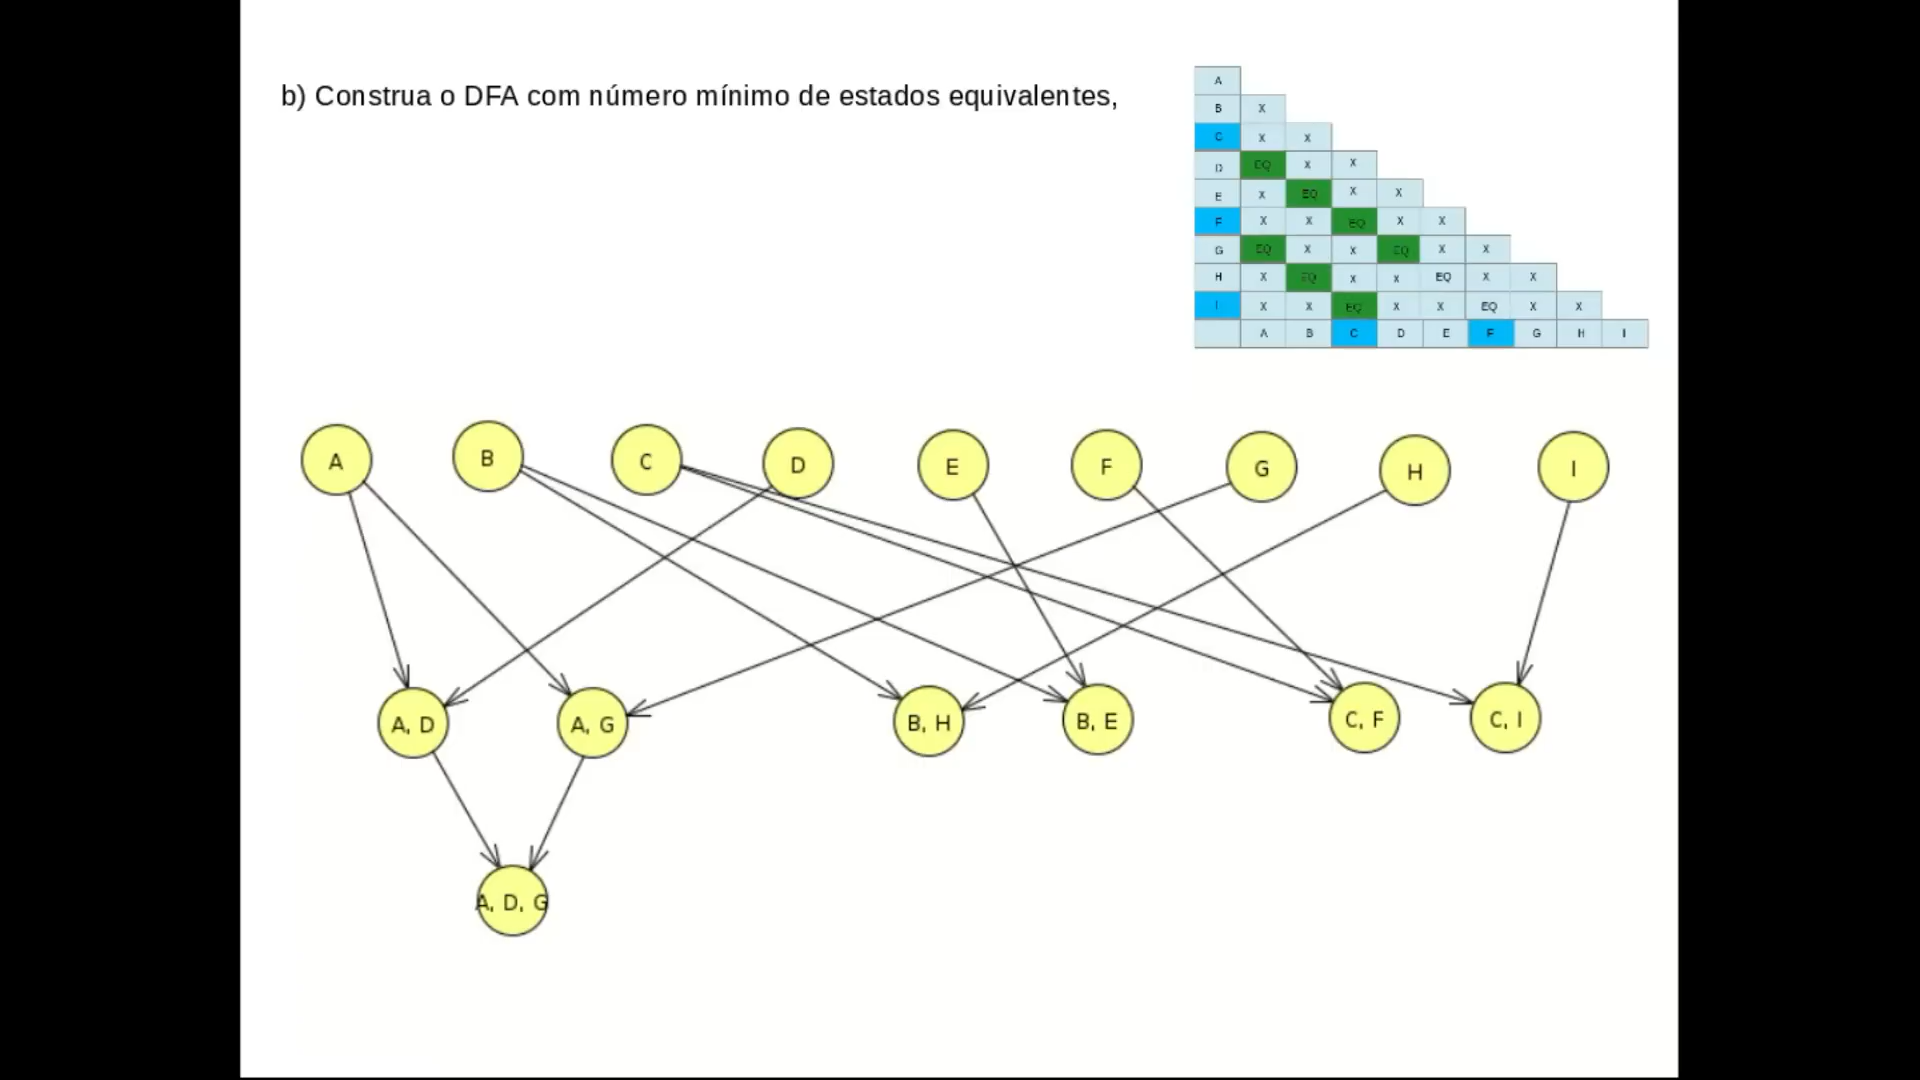 b) Construa o DFA com número mínimo de estados equivalentes,
A
B X
C X X
D EQ X X
E X EQ X X
F X X EQ X X
G EQ X X EQ X X
H X EQ X X EQ X X
I X X EQ X X EQ X X
A B C D E F G H I
A B C D E F G H I
A, D A, G B, H B, E C, F C, I
A, D, G